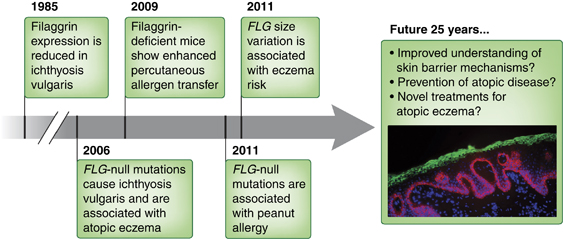 1985
Filaggrin
expression is
reduced in
ichthyosis
vulgaris
2009
Filaggrin-
deficient mice
show enhanced
percutaneous
allergen transfer
2011
FLG size
variation is
associated
with eczema
risk
2006
FLG-null mutations
cause ichthyosis
vulgaris and are
associated with
atopic eczema
2011
FLG-null
mutations are
associated
with peanut
allergy
Future 25 years...
• Improved understanding of
skin barrier mechanisms?
• Prevention of atopic disease?
• Novel treatments for
atopic eczema?